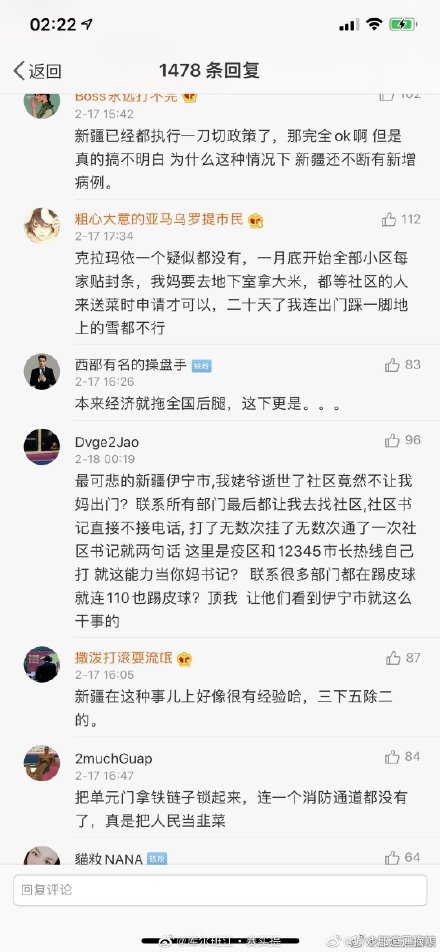 02:22
返回
1478 条回复
Boss永远打不完
102
2-17 15:42
新疆已经都执行一刀切政策了，那完全ok啊 但是
真的搞不明白 为什么这种情况下 新疆还不断有新增
病例。
粗心大意的亚马乌罗提市民
112
2-17 17:34
克拉玛依一个疑似都没有，一月底开始全部小区每
家贴封条，我妈要去地下室拿大米，都等社区的人
来送菜时申请才可以，二十天了我连出门踩一脚地
上的雪都不行
西部有名的操盘手 铁粉
83
2-17 16:26
本来经济就拖全国后腿，这下更是。。。
Dvge2Jao
96
2-18 00:19
最可悲的新疆伊宁市,我姥爷逝世了社区竟然不让我
妈出门？ 联系所有部门最后都让我去找社区,社区书
记直接不接电话, 打了无数次挂了无数次通了一次社
区书记就两句话 这里是疫区和12345市长热线自己
打 就这能力当你妈书记？ 联系很多部门都在踢皮球
就连110也踢皮球？顶我 让他们看到伊宁市就这么
干事的
撒泼打滚耍流氓
87
2-17 16:05
新疆在这种事儿上好像很有经验哈，三下五除二
的。
2muchGuap
84
2-17 16:47
把单元门拿铁链子锁起来，连一个消防通道都没有
了，真是把人民当韭菜
貓妝NANA 铁粉
64
回复评论